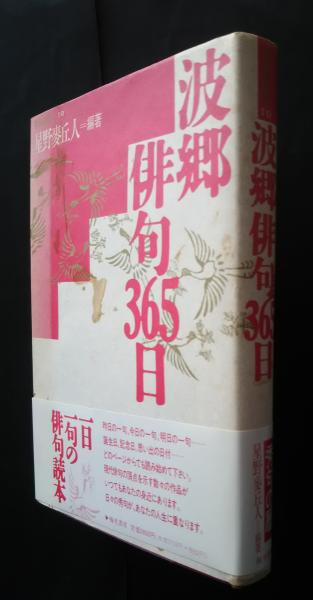 波郷
俳句
365日
星野麥丘人=編著
一日
一句の
俳句読本
昨日の一句、今日の一句、明日の一句……
誕生日、記念日、思い出の日付……
どのページからでも読み始めて下さい。
現代俳句の頂点を示す数々の作品が
いつでもあなたの身近にあります。
日々の秀句が、あなたの人生に重なります。
波郷俳句365日
星野麥丘人